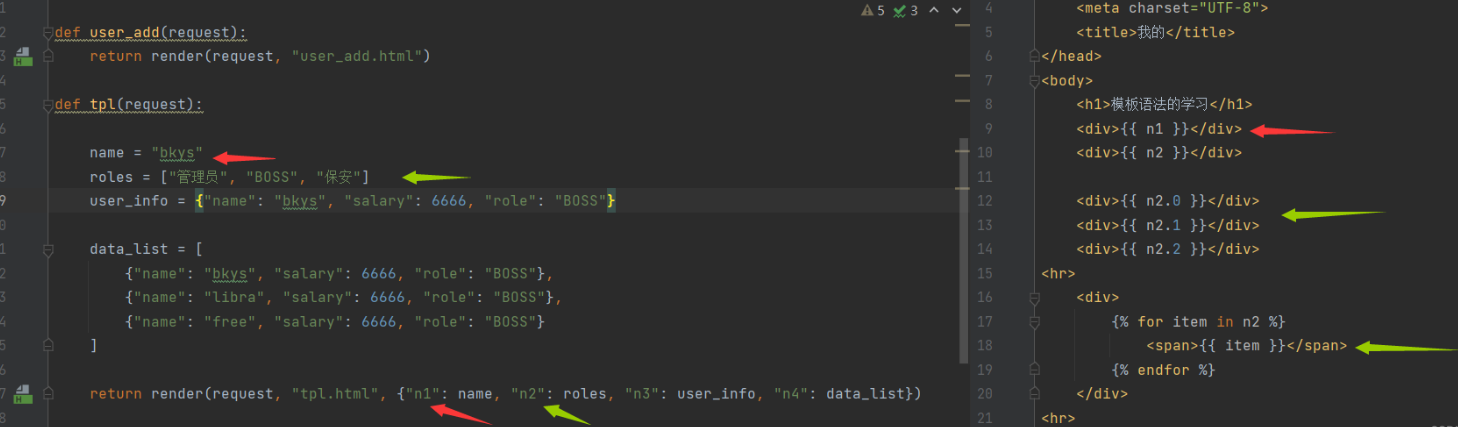 1
2 def user_add(request):
3 return render(request, "user_add.html")
4
5 def tpl(request):
6
7 name = "bkys"
8 roles = ["管理员", "BOSS", "保安"]
9 user_info = {"name": "bkys", "salary": 6666, "role": "BOSS"}
0
1 data_list = [
2 {"name": "bkys", "salary": 6666, "role": "BOSS"},
3 {"name": "libra", "salary": 6666, "role": "BOSS"},
4 {"name": "free", "salary": 6666, "role": "BOSS"}
5 ]
7 return render(request, "tpl.html", {"n1": name, "n2": roles, "n3": user_info, "n4": data_list})
8
5 3
4 <meta charset="UTF-8">
5 <title>我的</title>
6 </head>
7 <body>
8 <h1>模板语法的学习</h1>
9 <div>{{ n1 }}</div>
10 <div>{{ n2 }}</div>
11
12 <div>{{ n2.0 }}</div>
13 <div>{{ n2.1 }}</div>
14 <div>{{ n2.2 }}</div>
15 <hr>
16 <div>
17 {% for item in n2 %}
18 <span>{{ item }}</span>
19 {% endfor %}
20 </div>
21 <hr>